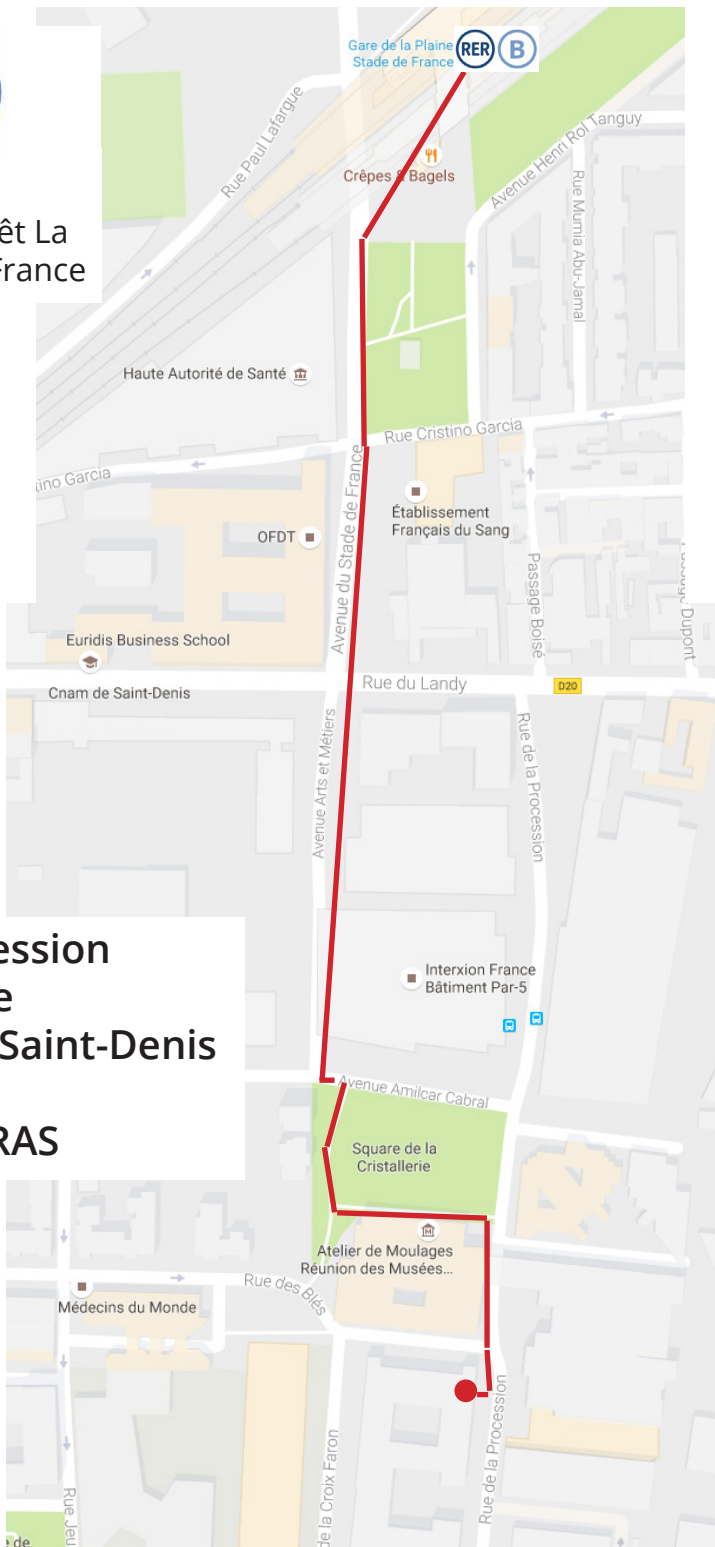 Gare de la Plaine
Stade de France
RER B
Rue Paul Lafargue
Crêpes & Bagels
Avenue Henri Rol Tanguy
Rue Mumia Abu-Jamal
êt La
France
Haute Autorité de Santé
Rue Cristino Garcia
tino Garcia
Avenue du Stade de France
Établissement
Français du Sang
OFDT
Passage Boisé
Passage Dupont
Euridis Business School
Cnam de Saint-Denis
Rue du Landy
D20
Avenue Arts et Métiers
Rue de la Procession
ession
e
Saint-Denis
RAS
Interxion France
Bâtiment Par-5
Avenue Amilcar Cabral
Square de la
Cristallerie
Atelier de Moulages
Réunion des Musées...
Rue des Blés
Médecins du Monde
Rue de la Procession
de la Croix Faron
Rue Jeu
e de